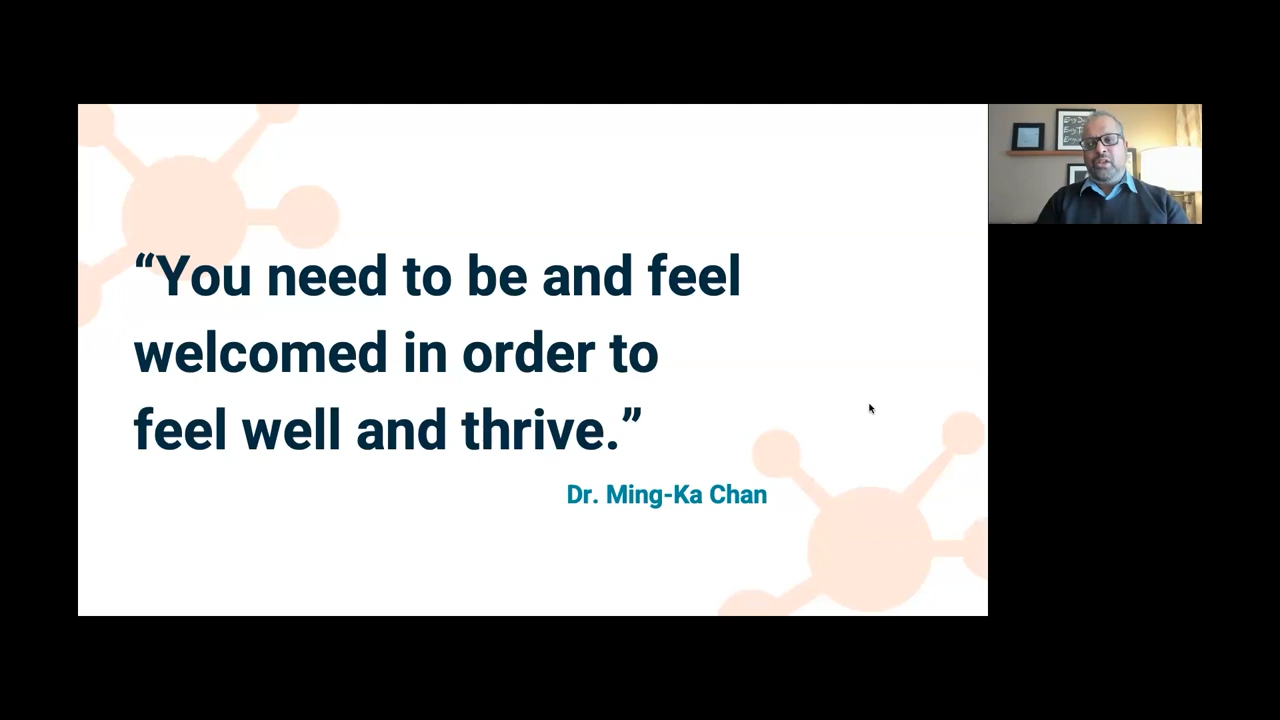 “You need to be and feel
welcomed in order to
feel well and thrive.”
Dr. Ming-Ka Chan